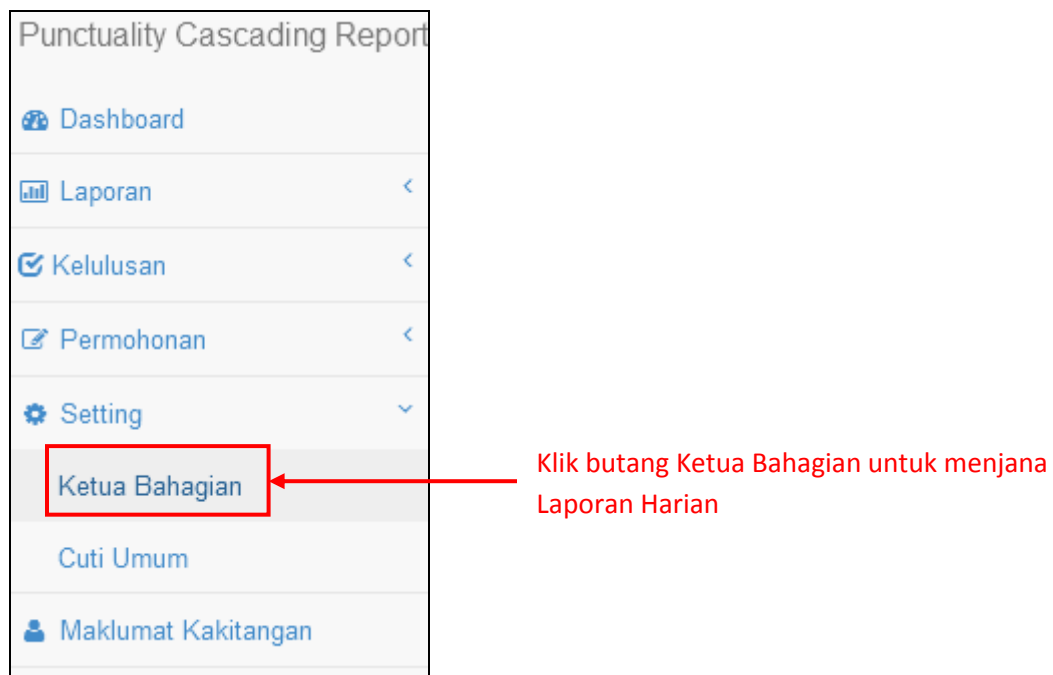 Punctuality Cascading Report
Dashboard
Laporan
Kelulusan
Permohonan
Setting
Ketua Bahagian
Klik butang Ketua Bahagian untuk menjana
Laporan Harian
Cuti Umum
Maklumat Kakitangan